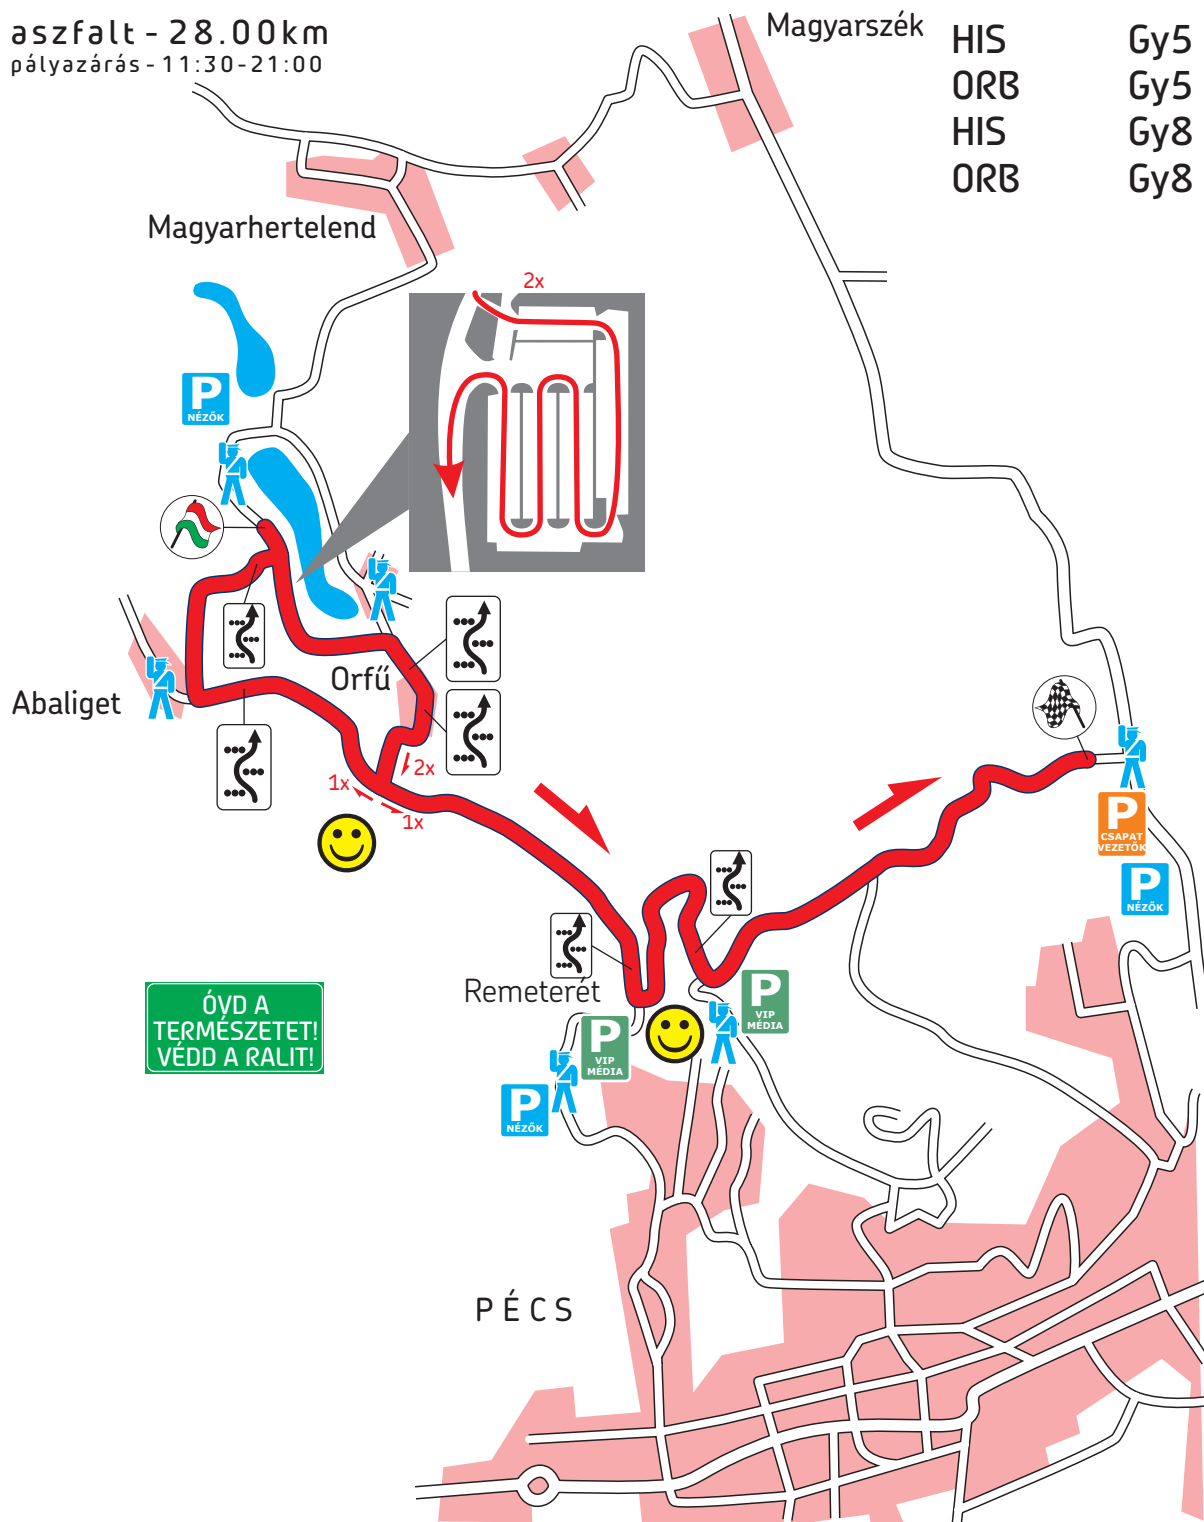 aszfalt - 28.00km
pályazárás - 11:30-21:00
Magyarszék
HIS Gy5
ORB Gy5
HIS Gy8
ORB Gy8
Magyarhertelend
2x
P
NÉZŐK
Orfű
Abaliget
2x
1x
1x
P
CSAPAT
VEZETŐK
P
NÉZŐK
Remeterét
P
VIP
MÉDIA
P
VIP
MÉDIA
P
NÉZŐK
ÓVD A
TERMÉSZETET!
VÉDD A RALIT!
PÉCS